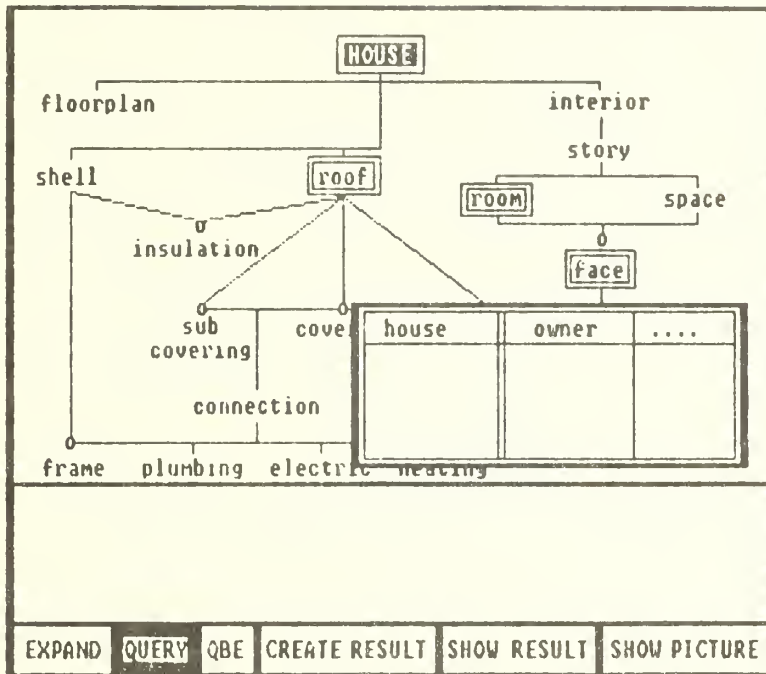 HOUSE
floorplan
interior
story
shell
roof
room
space
insulation
face
sub
covering
house
owner
....
connection
frame
plumbing
electric
heating
EXPAND
QUERY
QBE
CREATE RESULT
SHOW RESULT
SHOW PICTURE